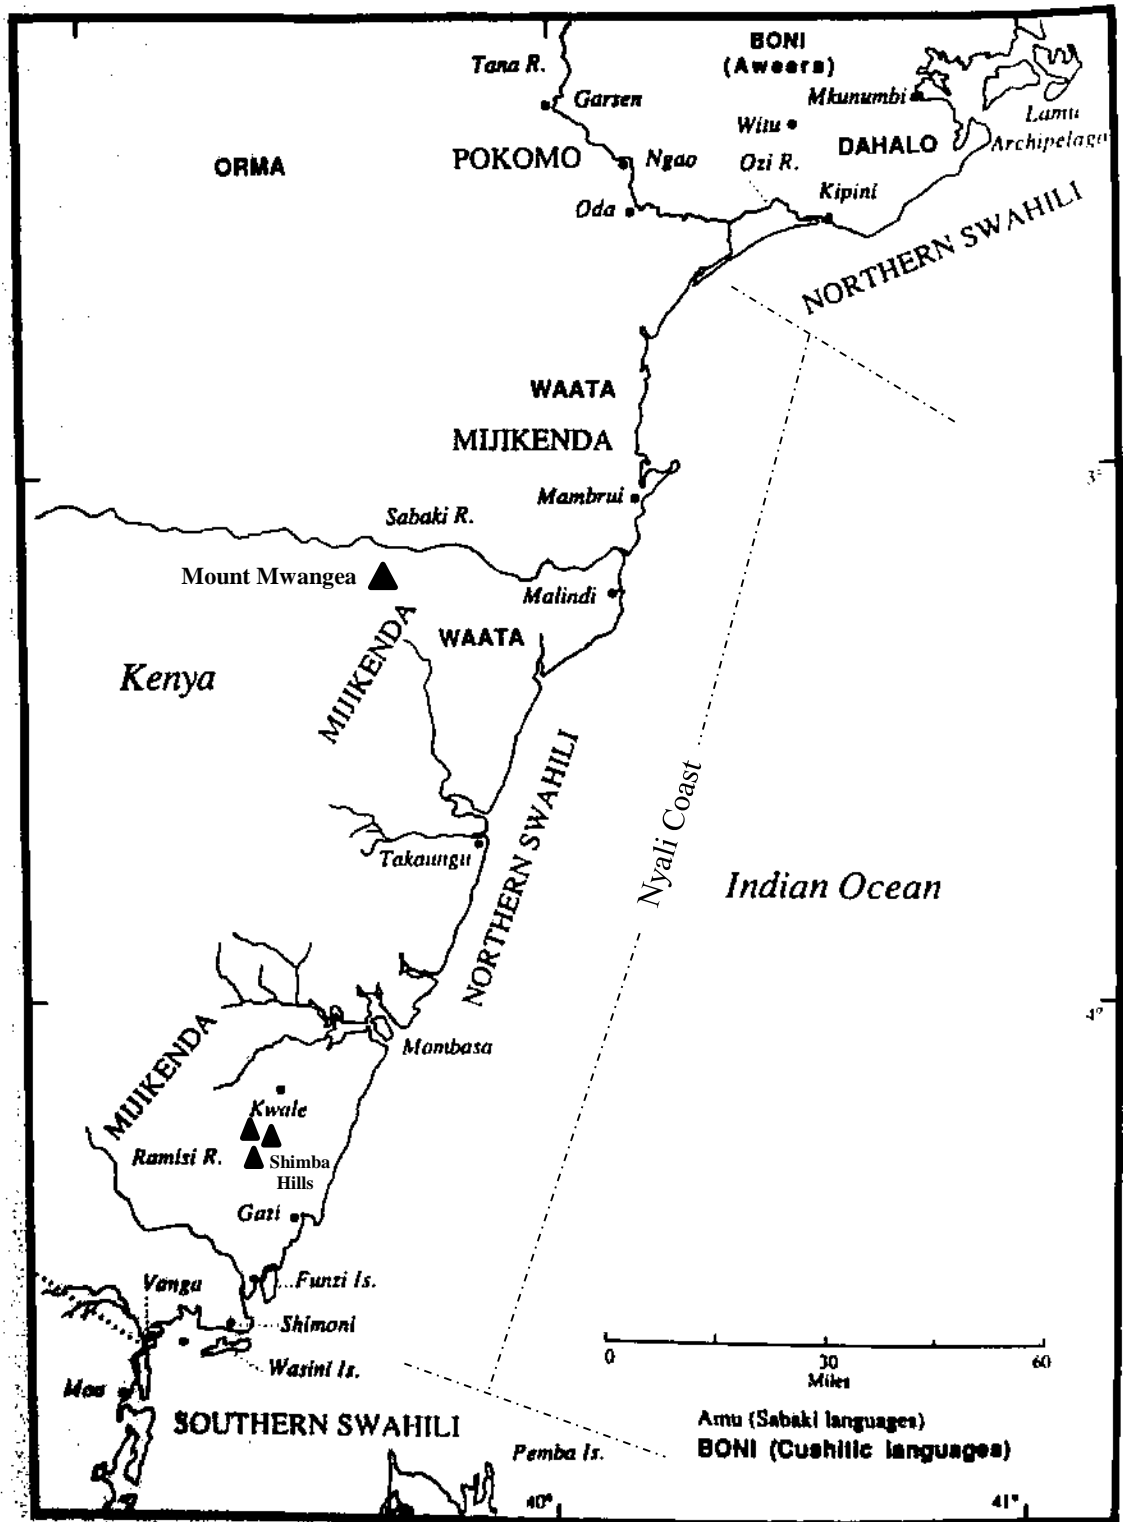 BONI
(Aweera)
Tana R.
Garsen
Mkunumbi
Lamu
Archipelago
Witu
DAHALO
ORMA
POKOMO
Ngao
Ozi R.
Kipini
Oda
NORTHERN SWAHILI
WAATA
MIJIKENDA
3°
Mambrui
Sabaki R.
Mount Mwangea
Malindi
MIJIKENDA
WAATA
Kenya
NORTHERN SWAHILI
Nyali Coast
Takaungu
Indian Ocean
4°
Mombasa
MIJIKENDA
Kwale
Ramisi R.
Shimba
Hills
Gazi
Vanga
Funzi Is.
Shimoni
Wasini Is.
0 30 60
Miles
Moa
SOUTHERN SWAHILI
Amu (Sabaki languages)
BONI (Cushitic languages)
Pemba Is.
40° 41°